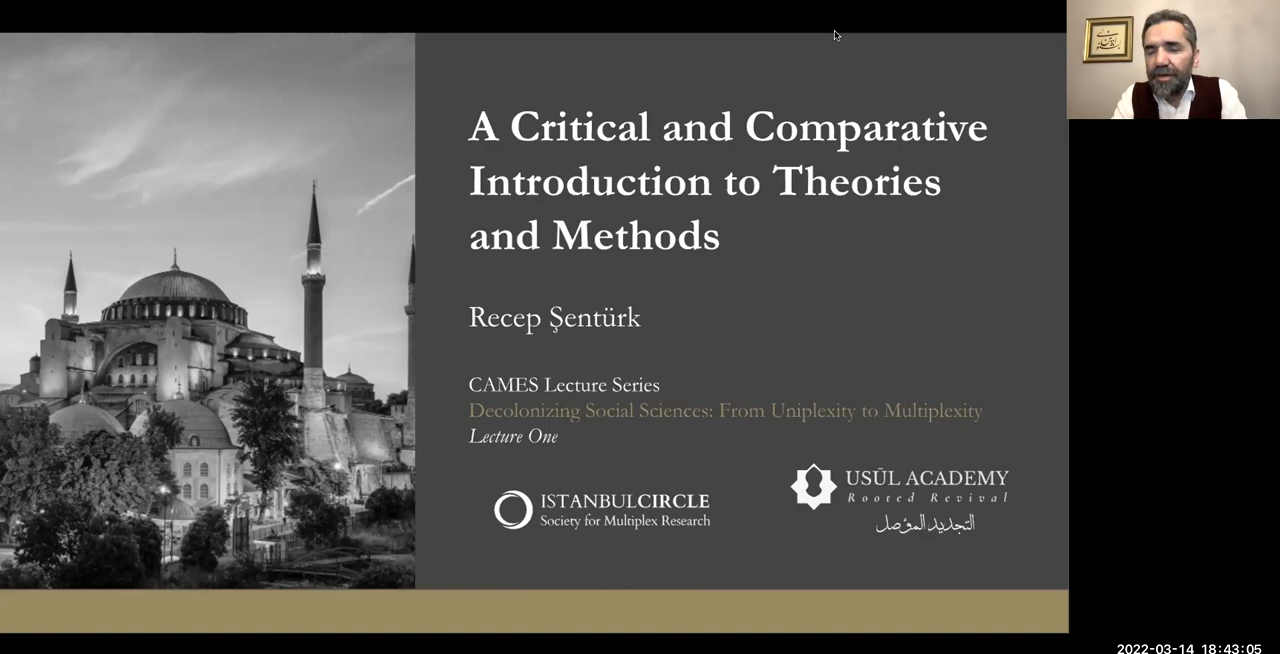 A Critical and Comparative
Introduction to Theories
and Methods
Recep Şentürk
CAMES Lecture Series
Decolonizing Social Sciences: From Uniplexity to Multiplexity
Lecture One
ISTANBULCIRCLE
Society for Multiplex Research
USŪL ACADEMY
Rooted Revival
التجديد المؤصل
2022-03-14 18:43:05